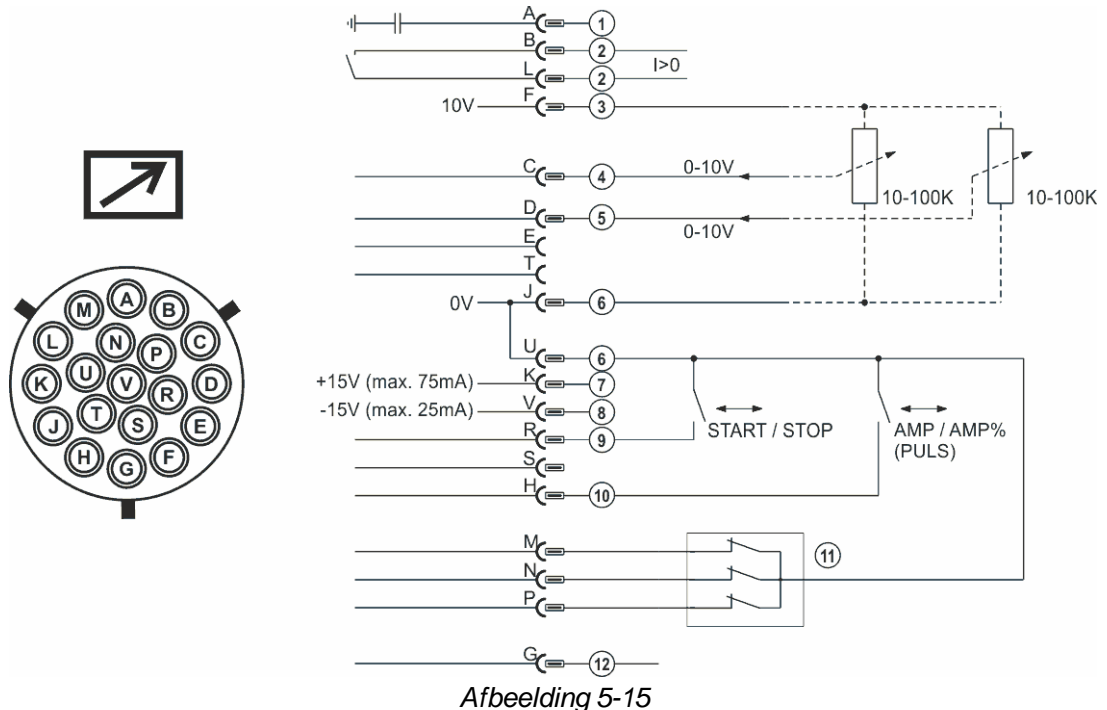 A 1
B 2
I>0
L 2
10V F 3
C 4 0-10V
10-100K 10-100K
D 5
0-10V
E
T
0V J 6
U 6
+15V (max. 75mA) K 7
-15V (max. 25mA) V 8
START / STOP AMP / AMP%
(PULS)
R 9
S
H 10
M 11
N
P
G 12
A
M B
L N P C
K U V R D
J T S E
H G F
Afbeelding 5-15